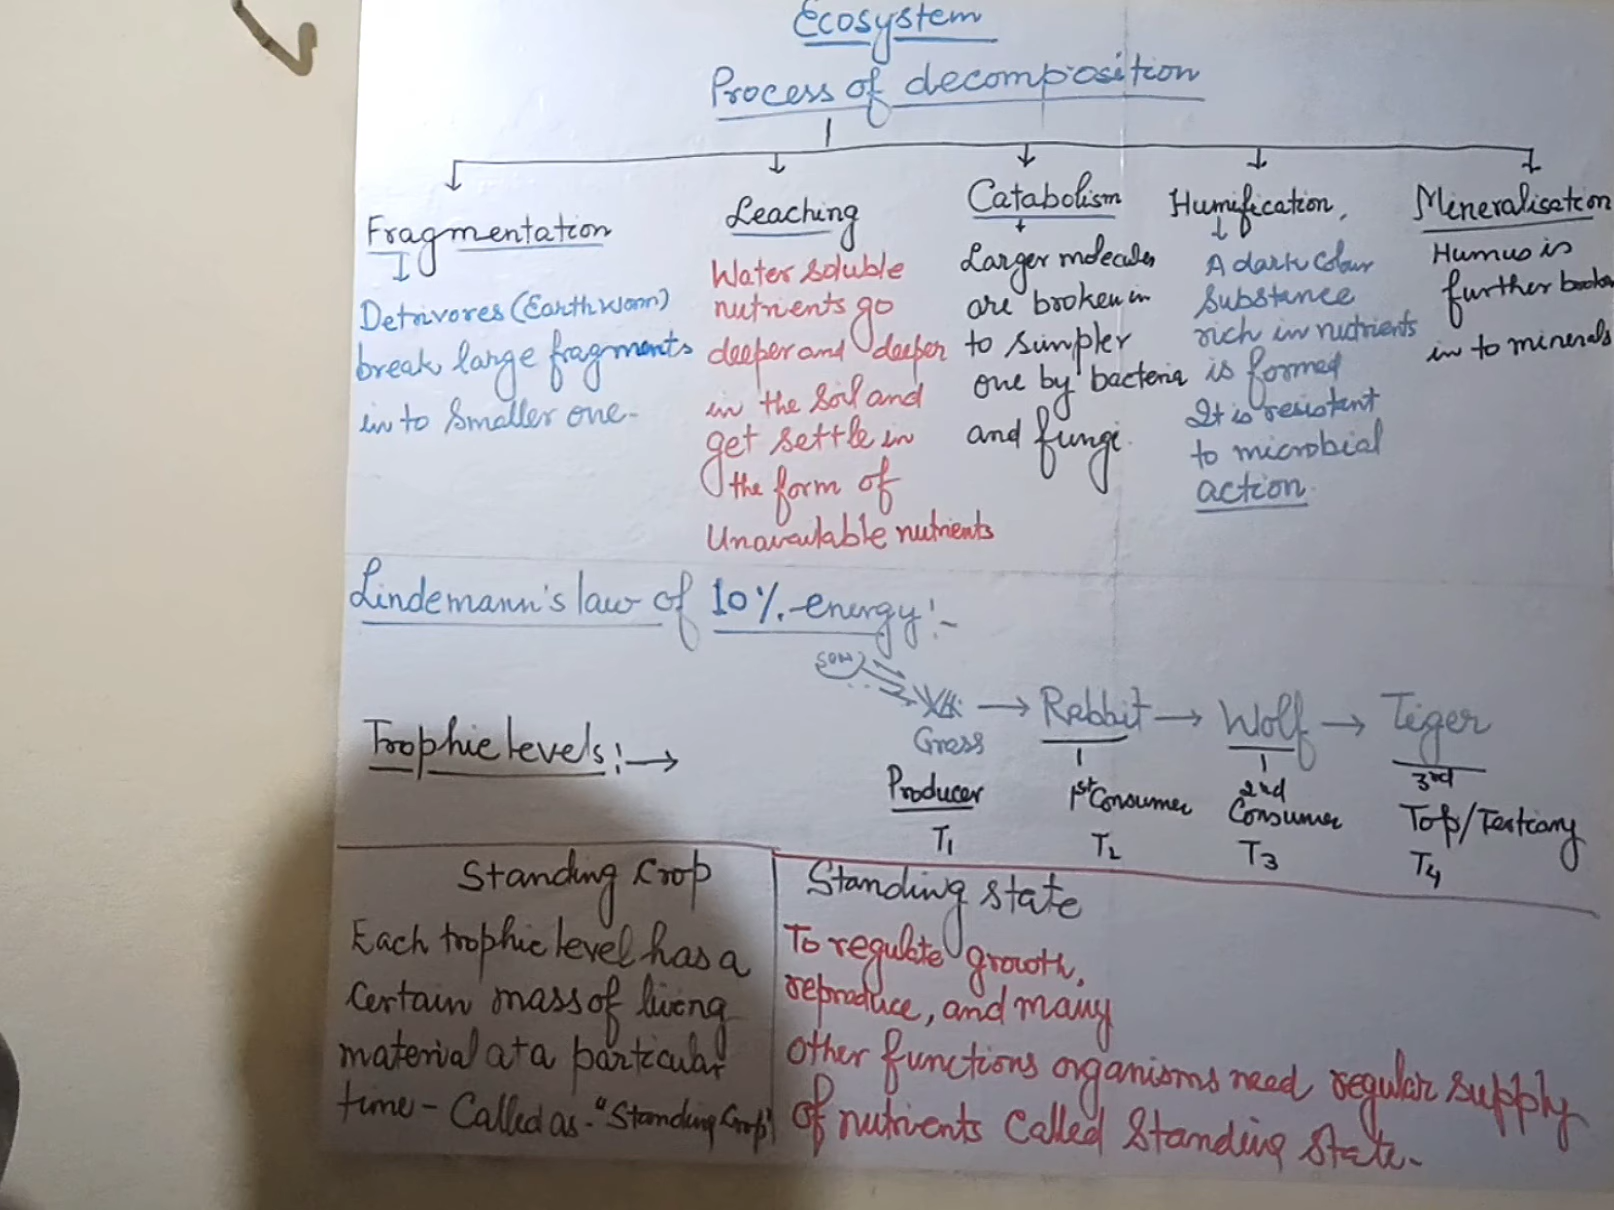 Ecosystem
Process of decomposition
Fragmentation
Detrivores (Earthworm)
break large fragments
in to Smaller one-
Leaching
Water soluble
nutrients go
deeper and deeper
in the soil and
get settle in
the form of
Unavailable nutrients
Catabolism
Larger molecules
are broken in
to simpler
one by bacteria
and fungi.
Humification,
A dark Colour
Substance
rich in nutrients
is formed
It is resistant
to microbial
action.
Mineralisation
Humus is
further broken
in to minerals
Lindemann's law of 10% energy:-
SUN
Grass → Rabbit → Wolf → Tiger
Trophic levels:→
Producer
T1
1st Consumer
T2
2nd
Consumer
T3
3rd
Top/Tertiary
T4
Standing Crop
Each trophic level has a
Certain mass of living
material at a particular
time - Called as - "Standing Crop"
Standing state
To regulate growth,
reproduce, and many
other functions organisms need regular supply
of nutrients Called Standing State-